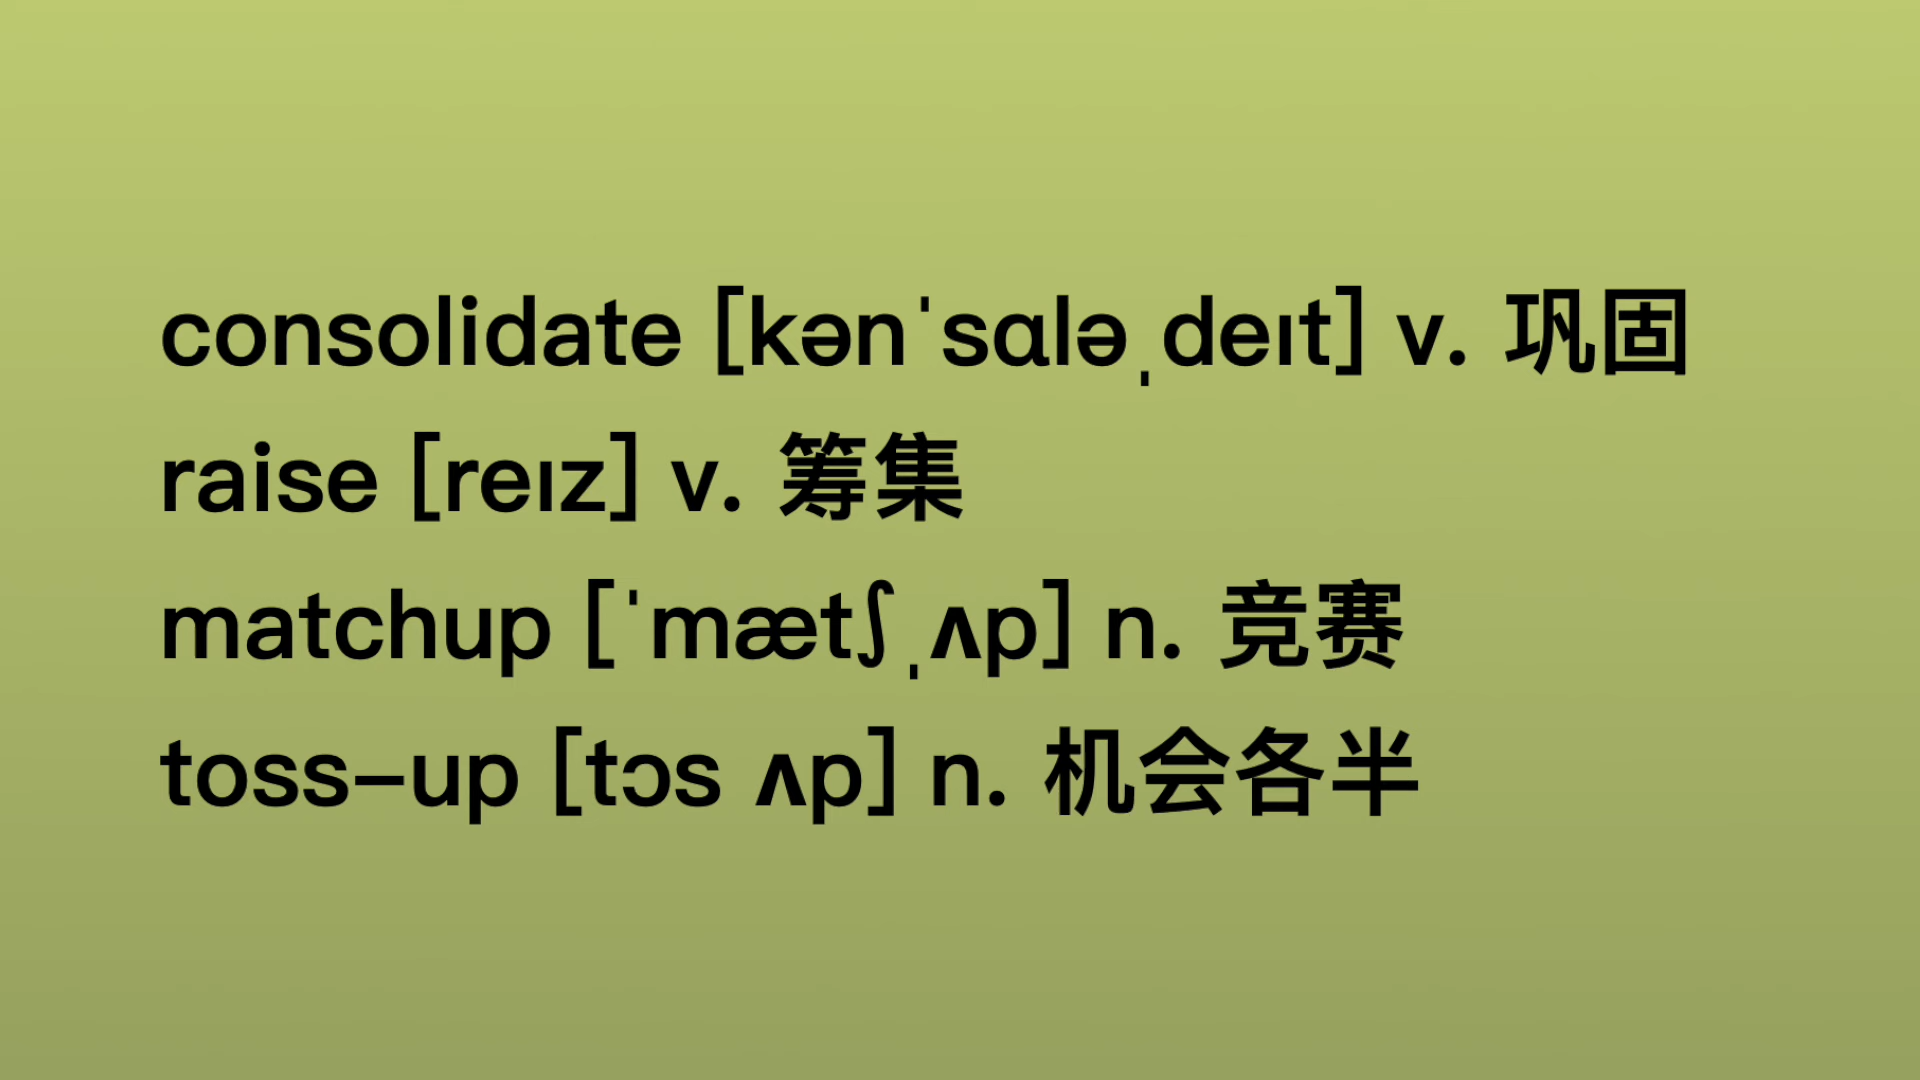 consolidate [kənˈsɑləˌdeɪt] v. 巩固
raise [reɪz] v. 筹集
matchup [ˈmætʃˌʌp] n. 竞赛
toss-up [tɔs ʌp] n. 机会各半